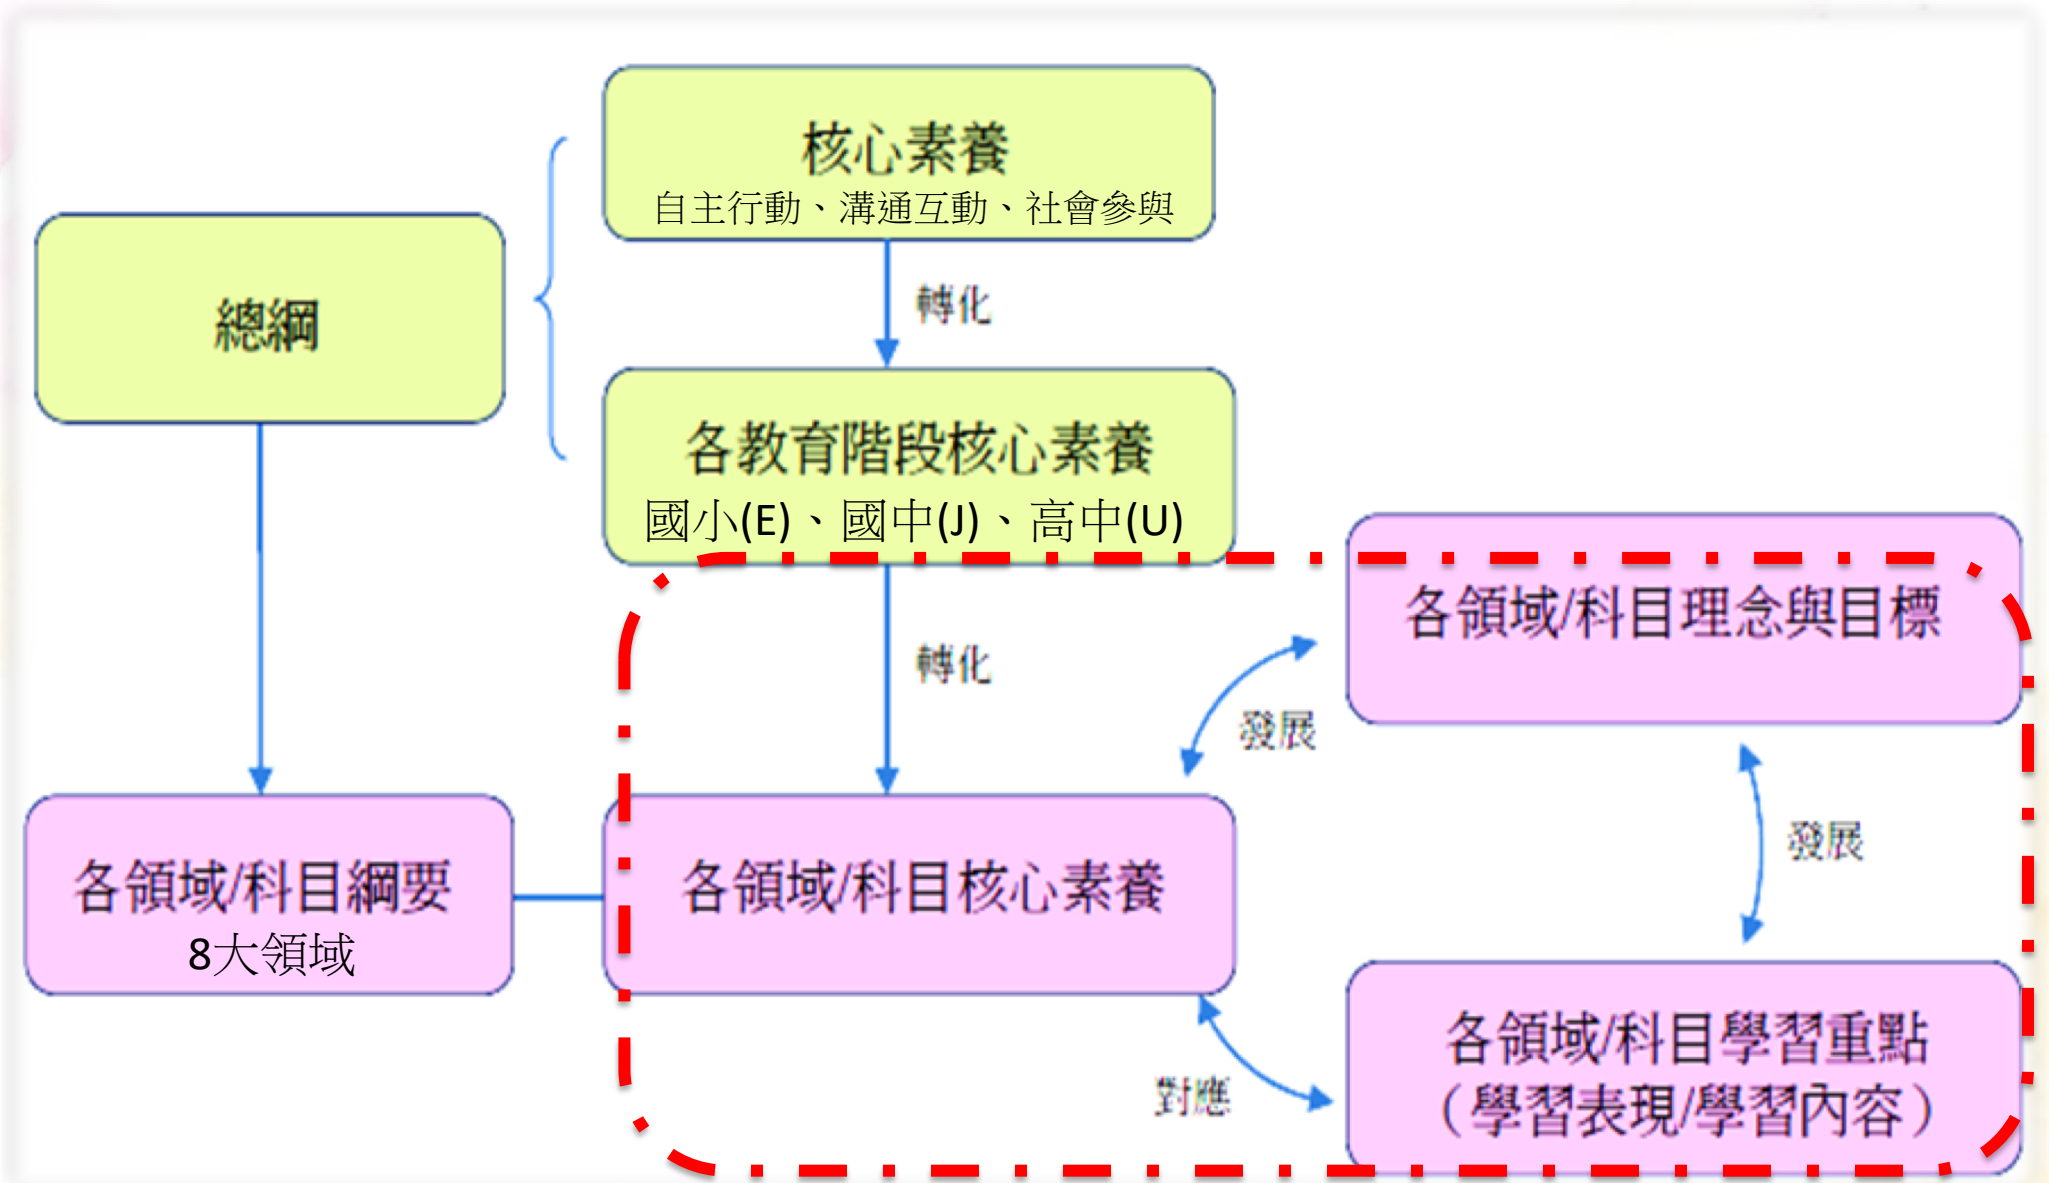 核心素養
自主行動、溝通互動、社會參與
總綱
轉化
各教育階段核心素養
國小(E)、國中(J)、高中(U)
各領域/科目理念與目標
轉化
發展
發展
各領域/科目綱要
8大領域
各領域/科目核心素養
各領域/科目學習重點
（學習表現/學習內容）
對應